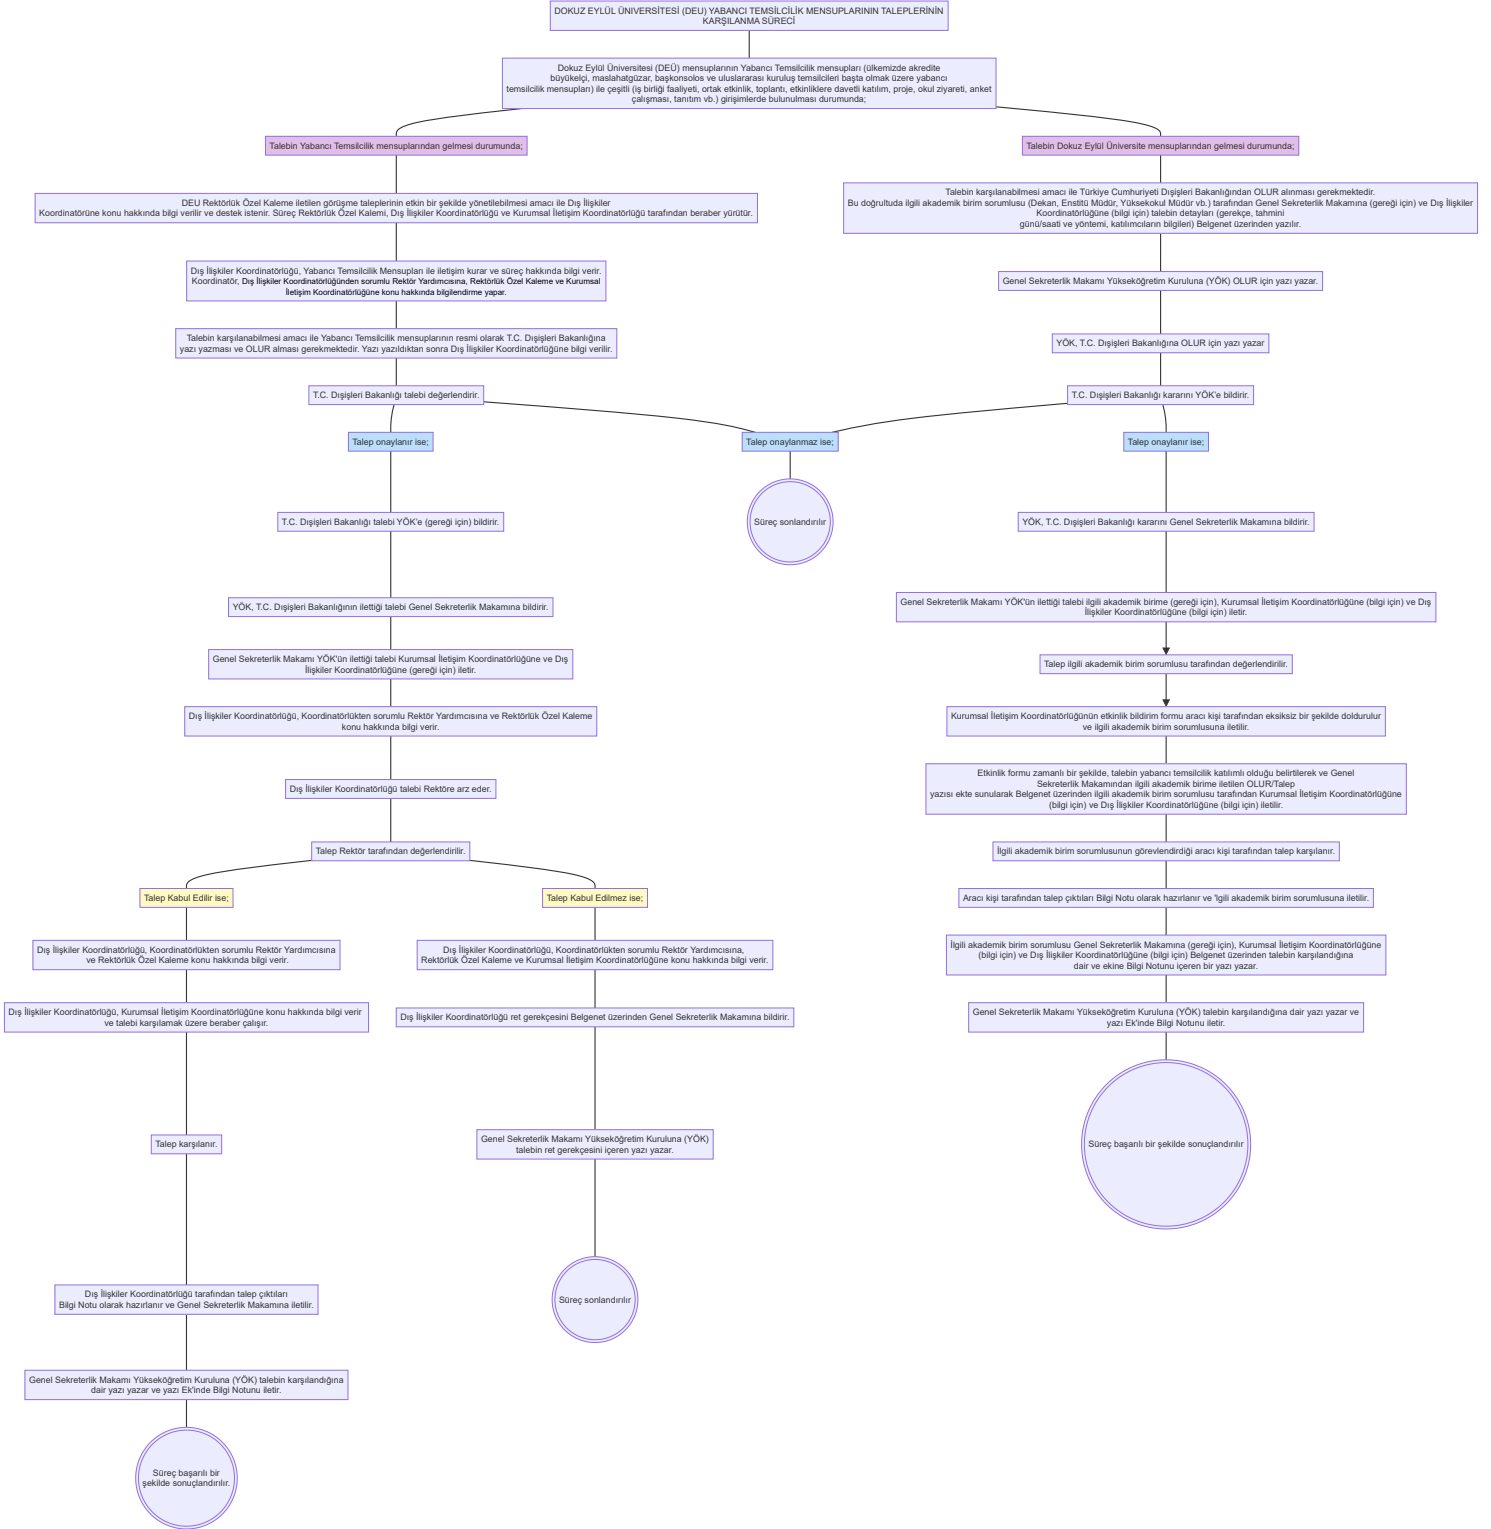 DOKUZ EYLÜL ÜNİVERSİTESİ (DEU) YABANCI TEMSİLCİLİK MENSUPLARININ TALEPLERİNİN
KARŞILANMA SÜRECİ
Dokuz Eylül Üniversitesi (DEÜ) mensuplarının Yabancı Temsilcilik mensupları (ülkemizde akredite
büyükelçi, maslahatgüzar, başkonsolos ve uluslararası kuruluş temsilcileri başta olmak üzere yabancı
temsilcilik mensupları) ile çeşitli (iş birliği faaliyeti, ortak etkinlik, toplantı, etkinliklere davetli katılım, proje, okul ziyareti, anket
çalışması, tanıtım vb.) girişimlerde bulunulması durumunda;
Talebin Yabancı Temsilcilik mensuplarından gelmesi durumunda;
DEU Rektörlük Özel Kaleme iletilen görüşme taleplerinin etkin bir şekilde yönetilebilmesi amacı ile Dış İlişkiler
Koordinatörüne konu hakkında bilgi verilir ve destek istenir. Süreç Rektörlük Özel Kalemi, Dış İlişkiler Koordinatörlüğü ve Kurumsal İletişim Koordinatörlüğü tarafından beraber yürütür.
Dış İlişkiler Koordinatörlüğü, Yabancı Temsilcilik Mensupları ile iletişim kurar ve süreç hakkında bilgi verir.
Koordinatör, Dış İlişkiler Koordinatörlüğünden sorumlu Rektör Yardımcısına, Rektörlük Özel Kaleme ve Kurumsal
İletişim Koordinatörlüğüne konu hakkında bilgilendirme yapar.
Talebin karşılanabilmesi amacı ile Yabancı Temsilcilik mensuplarının resmi olarak T.C. Dışişleri Bakanlığına
yazı yazması ve OLUR alması gerekmektedir. Yazı yazıldıktan sonra Dış İlişkiler Koordinatörlüğüne bilgi verilir.
T.C. Dışişleri Bakanlığı talebi değerlendirir.
Talebin Dokuz Eylül Üniversite mensuplarından gelmesi durumunda;
Talebin karşılanabilmesi amacı ile Türkiye Cumhuriyeti Dışişleri Bakanlığından OLUR alınması gerekmektedir.
Bu doğrultuda ilgili akademik birim sorumlusu (Dekan, Enstitü Müdür, Yüksekokul Müdür vb.) tarafından Genel Sekreterlik Makamına (gereği için) ve Dış İlişkiler
Koordinatörlüğüne (bilgi için) talebin detayları (gerekçe, tahmini
günü/saati ve yöntemi, katılımcıların bilgileri) Belgenet üzerinden yazılır.
Genel Sekreterlik Makamı Yükseköğretim Kuruluna (YÖK) OLUR için yazı yazar.
YÖK, T.C. Dışişleri Bakanlığına OLUR için yazı yazar
T.C. Dışişleri Bakanlığı kararını YÖK'e bildirir.
Talep onaylanır ise;
Talep onaylanmaz ise;
Talep onaylanır ise;
Süreç sonlandırılır
T.C. Dışişleri Bakanlığı talebi YÖK'e (gereği için) bildirir.
YÖK, T.C. Dışişleri Bakanlığının ilettiği talebi Genel Sekreterlik Makamına bildirir.
Genel Sekreterlik Makamı YÖK'ün ilettiği talebi Kurumsal İletişim Koordinatörlüğüne ve Dış
İlişkiler Koordinatörlüğüne (gereği için) iletir.
Dış İlişkiler Koordinatörlüğü, Koordinatörlükten sorumlu Rektör Yardımcısına ve Rektörlük Özel Kaleme
konu hakkında bilgi verir.
Dış İlişkiler Koordinatörlüğü talebi Rektöre arz eder.
Talep Rektör tarafından değerlendirilir.
Talep Kabul Edilir ise;
Dış İlişkiler Koordinatörlüğü, Koordinatörlükten sorumlu Rektör Yardımcısına
ve Rektörlük Özel Kaleme konu hakkında bilgi verir.
Dış İlişkiler Koordinatörlüğü, Kurumsal İletişim Koordinatörlüğüne konu hakkında bilgi verir
ve talebi karşılamak üzere beraber çalışır.
Talep karşılanır.
Dış İlişkiler Koordinatörlüğü tarafından talep çıktıları
Bilgi Notu olarak hazırlanır ve Genel Sekreterlik Makamına iletilir.
Genel Sekreterlik Makamı Yükseköğretim Kuruluna (YÖK) talebin karşılandığına
dair yazı yazar ve yazı Ek'inde Bilgi Notunu iletir.
Süreç başarılı bir
şekilde sonuçlandırılır.
Talep Kabul Edilmez ise;
Dış İlişkiler Koordinatörlüğü, Koordinatörlükten sorumlu Rektör Yardımcısına,
Rektörlük Özel Kaleme ve Kurumsal İletişim Koordinatörlüğüne konu hakkında bilgi verir.
Dış İlişkiler Koordinatörlüğü ret gerekçesini Belgenet üzerinden Genel Sekreterlik Makamına bildirir.
Genel Sekreterlik Makamı Yükseköğretim Kuruluna (YÖK)
talebin ret gerekçesini içeren yazı yazar.
Süreç sonlandırılır
YÖK, T.C. Dışişleri Bakanlığı kararını Genel Sekreterlik Makamına bildirir.
Genel Sekreterlik Makamı YÖK'ün ilettiği talebi ilgili akademik birime (gereği için), Kurumsal İletişim Koordinatörlüğüne (bilgi için) ve Dış
İlişkiler Koordinatörlüğüne (bilgi için) iletir.
Talep ilgili akademik birim sorumlusu tarafından değerlendirilir.
Kurumsal İletişim Koordinatörlüğünün etkinlik bildirim formu aracı kişi tarafından eksiksiz bir şekilde doldurulur
ve ilgili akademik birim sorumlusuna iletilir.
Etkinlik formu zamanlı bir şekilde, talebin yabancı temsilcilik katılımlı olduğu belirtilerek ve Genel
Sekreterlik Makamından ilgili akademik birime iletilen OLUR/Talep
yazısı ekte sunularak Belgenet üzerinden ilgili akademik birim sorumlusu tarafından Kurumsal İletişim Koordinatörlüğüne
(bilgi için) ve Dış İlişkiler Koordinatörlüğüne (bilgi için) iletilir.
İlgili akademik birim sorumlusunun görevlendirdiği aracı kişi tarafından talep karşılanır.
Aracı kişi tarafından talep çıktıları Bilgi Notu olarak hazırlanır ve 'lgili akademik birim sorumlusuna iletilir.
İlgili akademik birim sorumlusu Genel Sekreterlik Makamına (gereği için), Kurumsal İletişim Koordinatörlüğüne
(bilgi için) ve Dış İlişkiler Koordinatörlüğüne (bilgi için) Belgenet üzerinden talebin karşılandığına
dair ve ekine Bilgi Notunu içeren bir yazı yazar.
Genel Sekreterlik Makamı Yükseköğretim Kuruluna (YÖK) talebin karşılandığına dair yazı yazar ve
yazı Ek'inde Bilgi Notunu iletir.
Süreç başarılı bir şekilde sonuçlandırılır